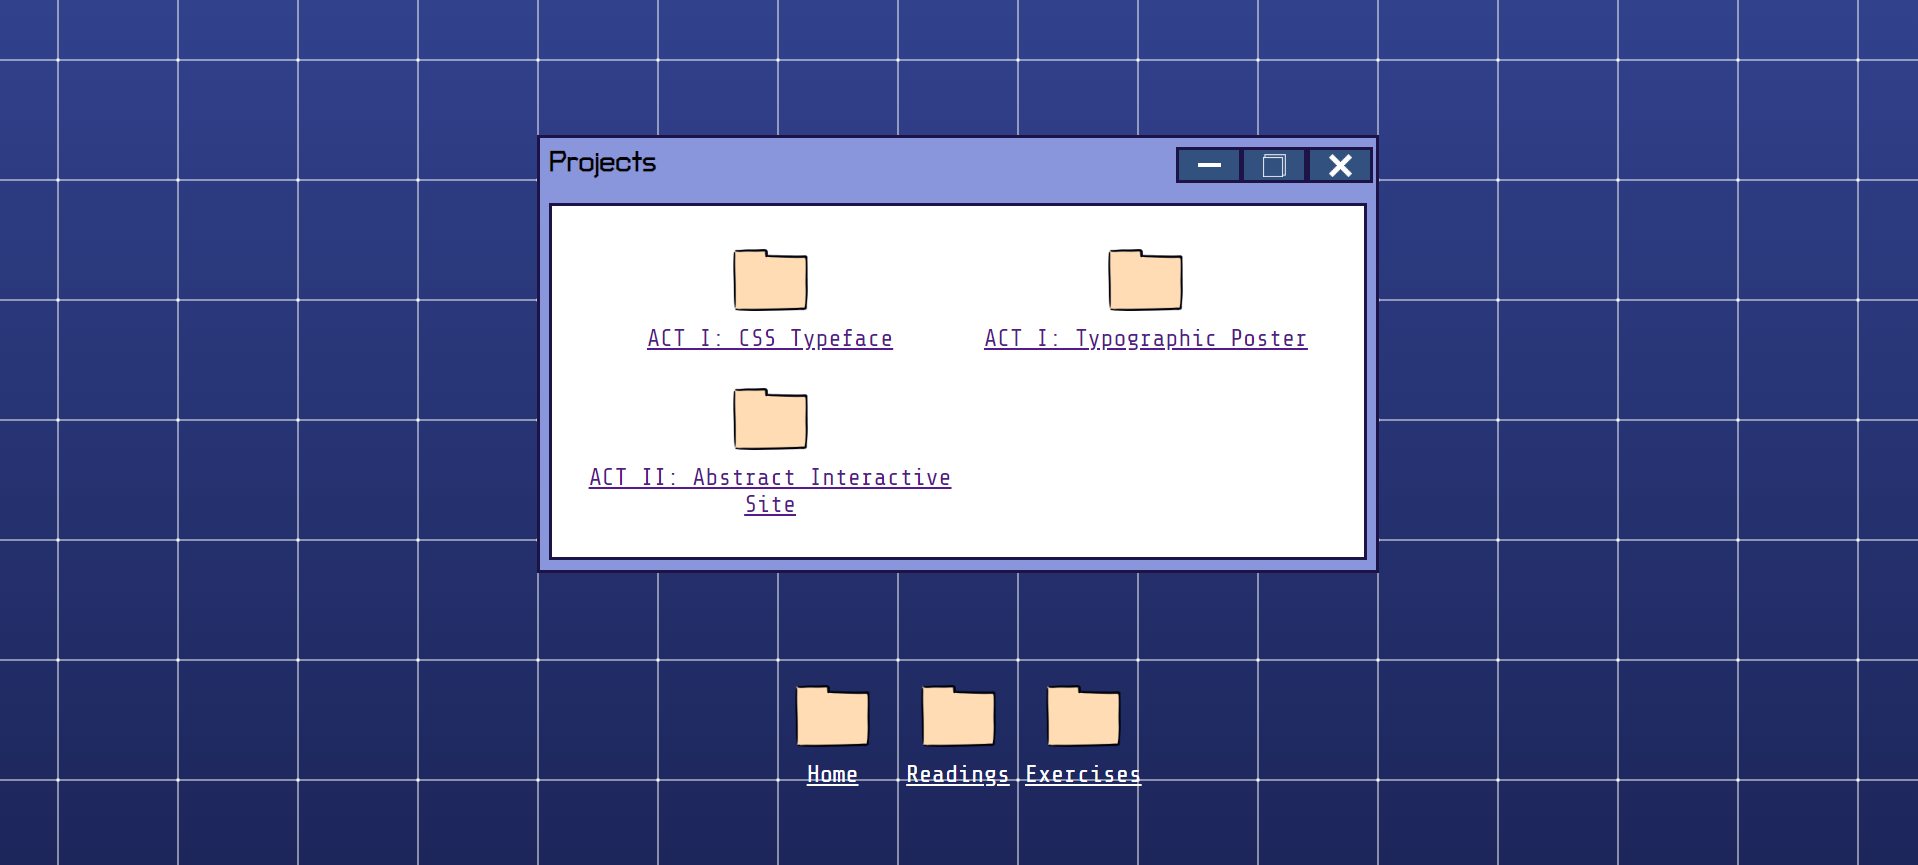 Projects
ACT I: CSS Typeface
ACT I: Typographic Poster
ACT II: Abstract Interactive
Site
Home
Readings
Exercises